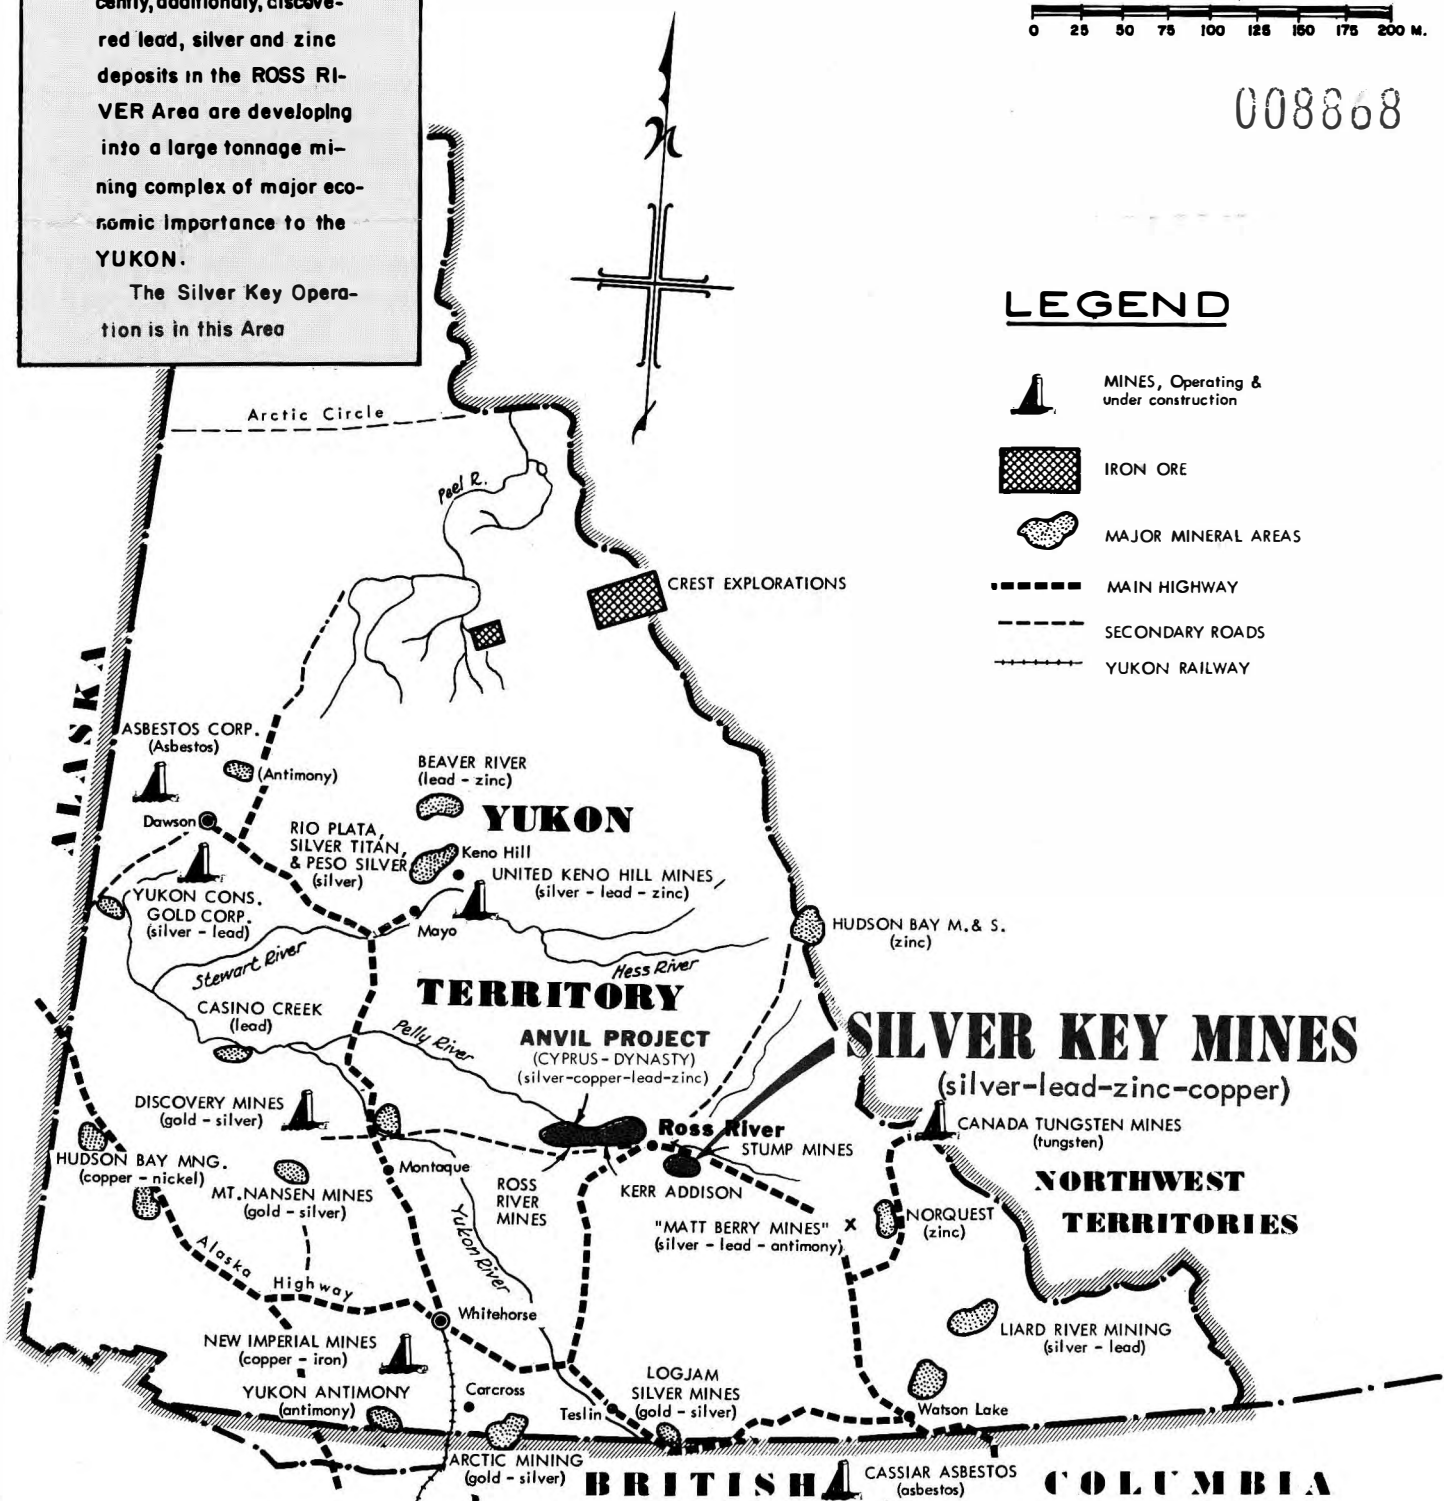 cently, additionaly, discove-
red lead, silver and zinc
deposits in the ROSS RI-
VER Area are developing
into a large tonnage mi-
ning complex of major eco-
nomic importance to the
YUKON.
The Silver Key Opera-
tion is in this Area
0 25 50 75 100 125 150 175 200 M.
008868
n
LEGEND
MINES, Operating &
under construction
IRON ORE
MAJOR MINERAL AREAS
MAIN HIGHWAY
SECONDARY ROADS
YUKON RAILWAY
Arctic Circle
Peel R.
CREST EXPLORATIONS
ALASKA
ASBESTOS CORP.
(Asbestos)
(Antimony)
BEAVER RIVER
(lead - zinc)
YUKON
Dawson
RIO PLATA,
SILVER TITAN,
& PESO SILVER
(silver)
Keno Hill
UNITED KENO HILL MINES
(silver - lead - zinc)
YUKON CONS.
GOLD CORP.
(silver - lead)
Mayo
HUDSON BAY M. & S.
(zinc)
Stewart River
Hess River
TERRITORY
CASINO CREEK
(lead)
Pelly River
ANVIL PROJECT
(CYPRUS - DYNASTY)
(silver-copper-lead-zinc)
SILVER KEY MINES
(silver-lead-zinc-copper)
DISCOVERY MINES
(gold - silver)
Ross River
STUMP MINES
CANADA TUNGSTEN MINES
(tungsten)
HUDSON BAY MNG.
(copper - nickel)
Montague
MT. NANSEN MINES
(gold - silver)
ROSS
RIVER
MINES
KERR ADDISON
NORTHWEST
TERRITORIES
Yukon River
"MATT BERRY MINES" x
(silver - lead - antimony)
NORQUEST
(zinc)
Alaska
Highway
Whitehorse
LIARD RIVER MINING
(silver - lead)
NEW IMPERIAL MINES
(copper - iron)
LOGJAM
SILVER MINES
(gold - silver)
YUKON ANTIMONY
(antimony)
Carcross
Teslin
Watson Lake
ARCTIC MINING
(gold - silver)
BRITISH COLUMBIA
CASSIAR ASBESTOS
(asbestos)